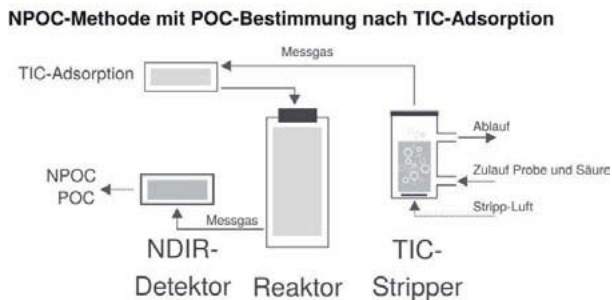 NPOC-Methode mit POC-Bestimmung nach TIC-Adsorption
Messgas
TIC-Adsorption
Ablauf
Zulauf Probe und Säure
Stripp-Luft
NPOC
POC
Messgas
NDIR-
Detektor
Reaktor
TIC-
Stripper